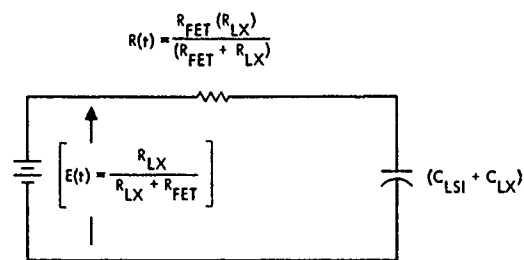 R(t) = R_FET (R_LX) / (R_FET + R_LX)
[E(t) = R_LX / R_LX + R_FET]
(C_LSI + C_LX)